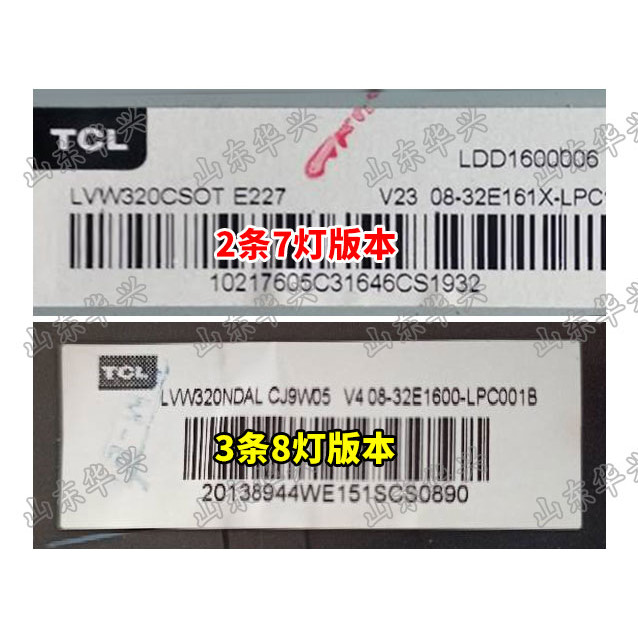 TCL
LDD1600006
LVW320CSOT E227 V23 08-32E161X-LPC1
2条7灯版本
10217605C31646CS1932
TCL
LVW320NDAL CJ9W05 V4 08-32E1600-LPC001B
3条8灯版本
20138944WE151SCS0890
山东华兴